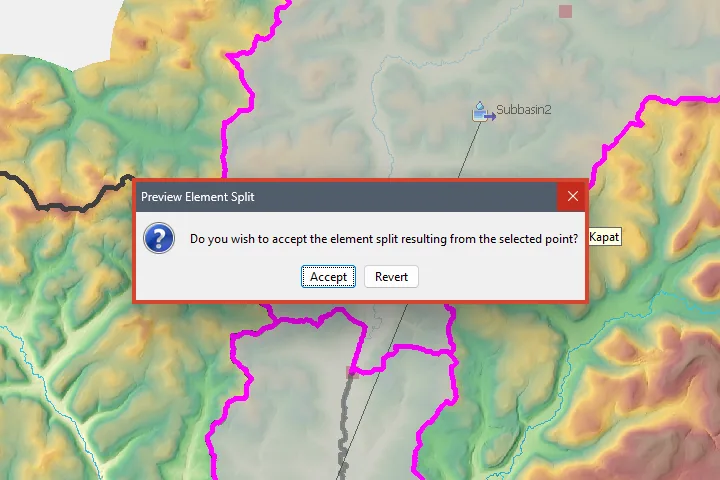 Subbasin2
Preview Element Split
Do you wish to accept the element split resulting from the selected point?
Kapat
Accept
Revert